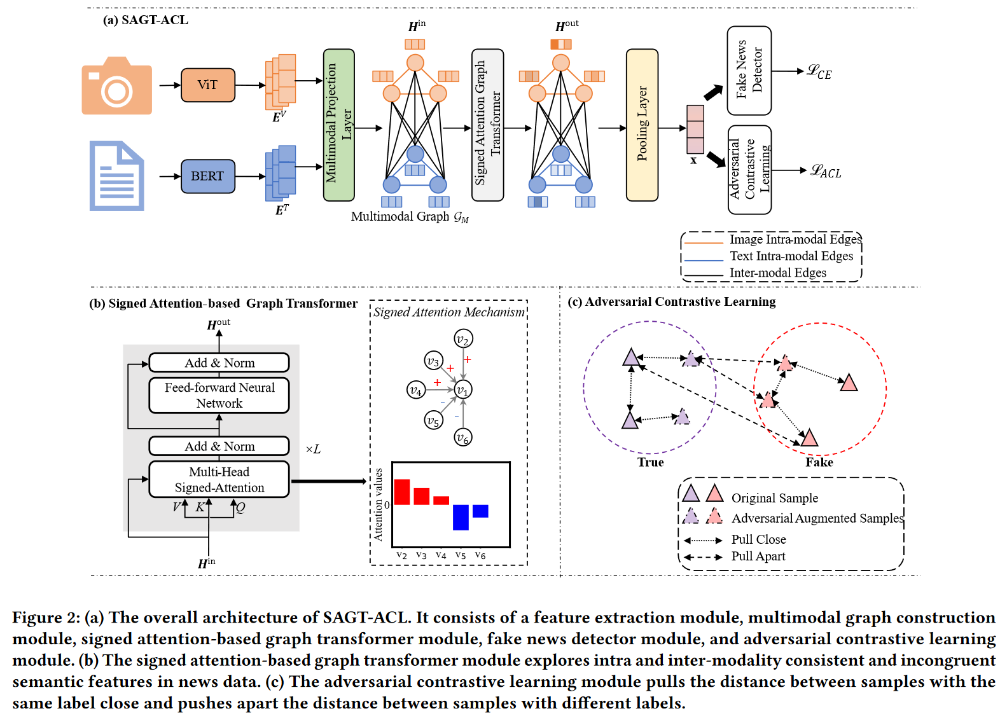 (a) SAGT-ACL
ViT
E^V
BERT
E^T
Multimodal Projection
Layer
H^in
Multimodal Graph 𝒢_M
Signed Attention Graph
Transformer
H^out
Pooling Layer
x
Fake News
Detector
ℒ_CE
Adversarial
Contrastive
Learning
ℒ_ACL
Image Intra-modal Edges
Text Intra-modal Edges
Inter-modal Edges
(b) Signed Attention-based Graph Transformer
H^out
Add & Norm
Feed-forward Neural
Network
Add & Norm
×L
Multi-Head
Signed-Attention
V K Q
H^in
Signed Attention Mechanism
v₂
v₃ + +
v₄ + v₁
v₅ - -
v₆
Attention values
0
v₂ v₃ v₄ v₅ v₆
(c) Adversarial Contrastive Learning
True Fake
Original Sample
Adversarial Augmented Samples
Pull Close
Pull Apart
Figure 2: (a) The overall architecture of SAGT-ACL. It consists of a feature extraction module, multimodal graph construction
module, signed attention-based graph transformer module, fake news detector module, and adversarial contrastive learning
module. (b) The signed attention-based graph transformer module explores intra and inter-modality consistent and incongruent
semantic features in news data. (c) The adversarial contrastive learning module pulls the distance between samples with the
same label close and pushes apart the distance between samples with different labels.